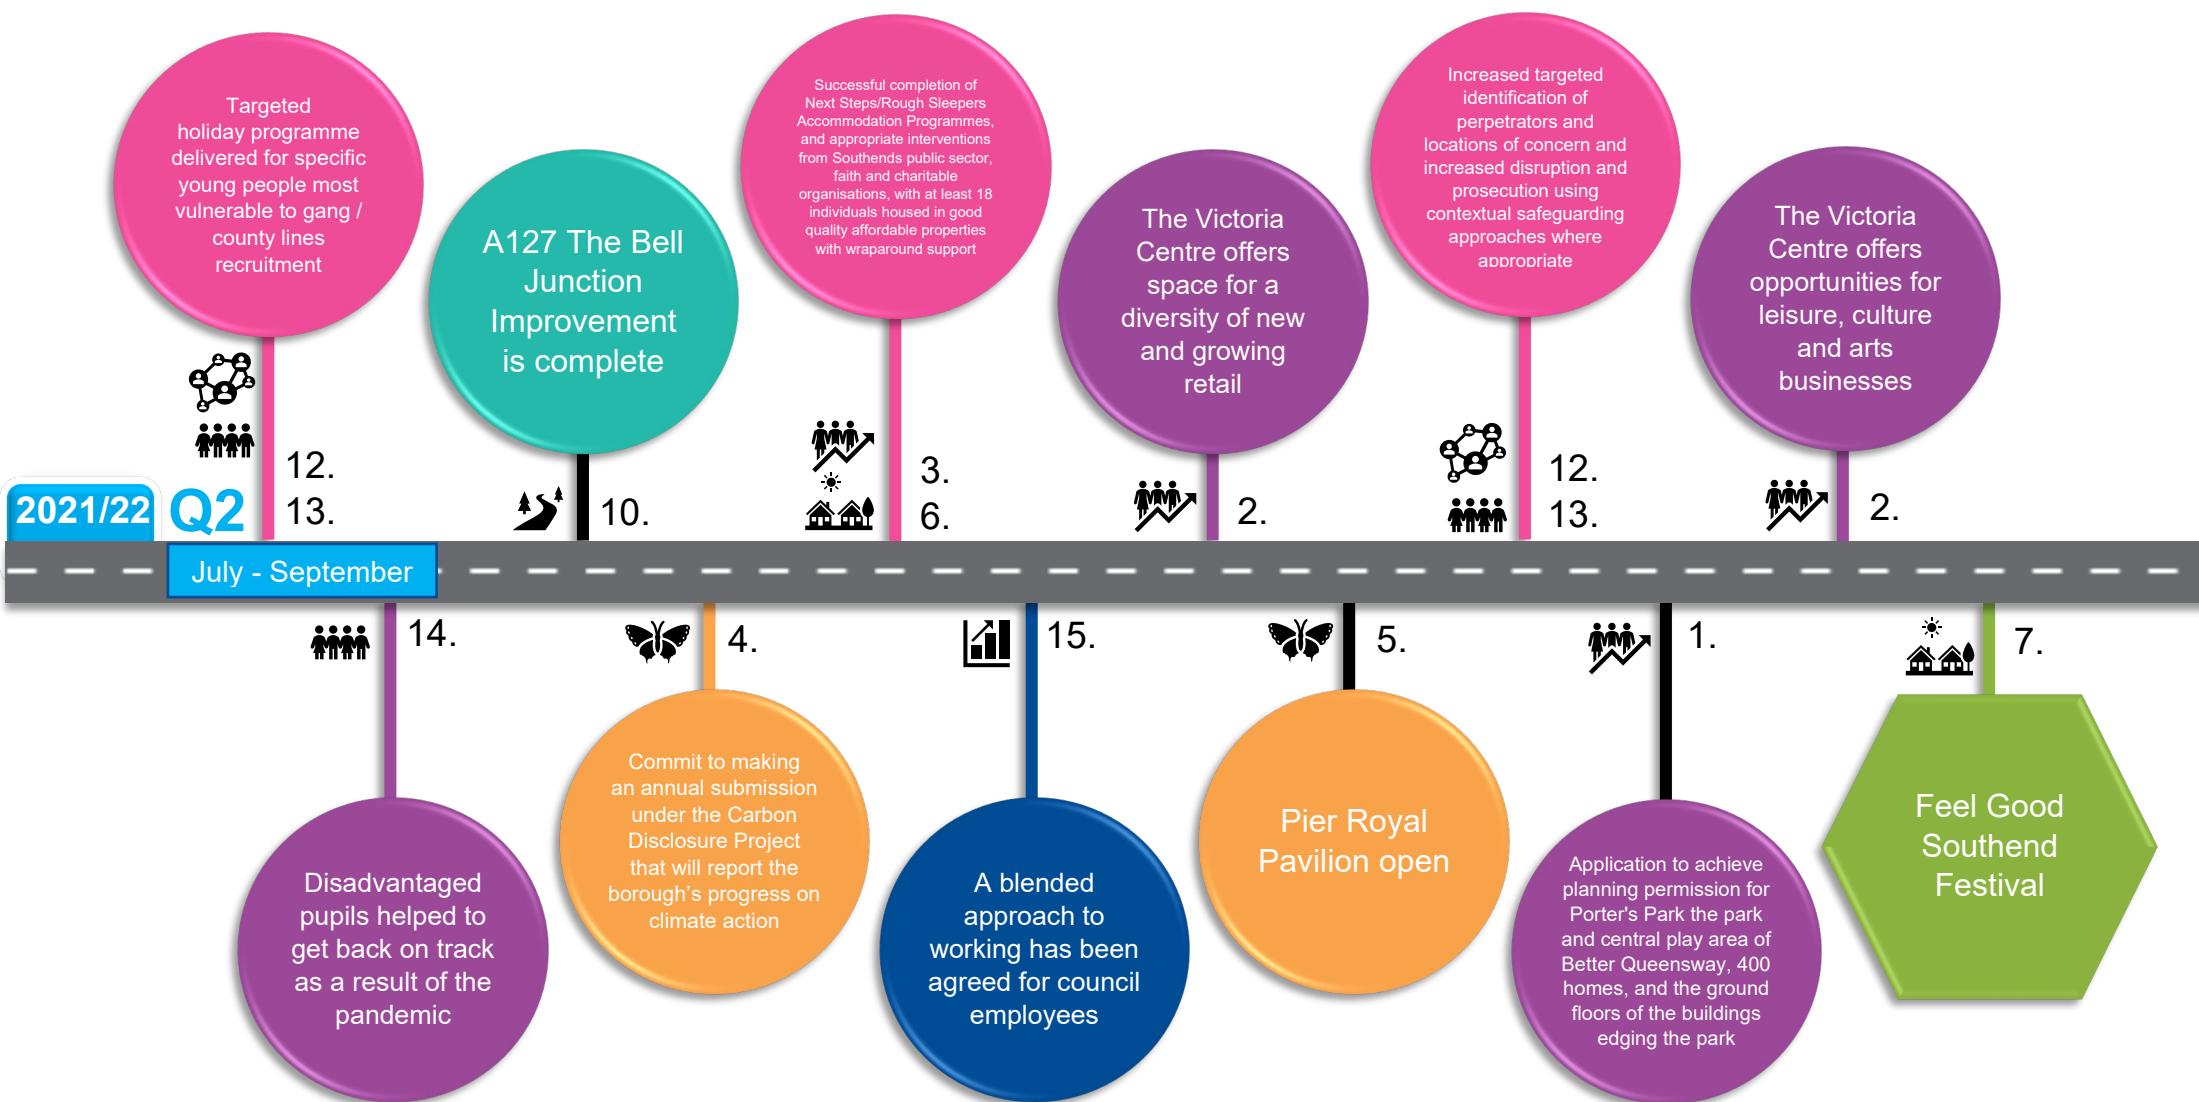 Targeted
holiday programme
delivered for specific
young people most
vulnerable to gang /
county lines
recruitment
12.
13.
A127 The Bell
Junction
Improvement
is complete
10.
Successful completion of
Next Steps/Rough Sleepers
Accommodation Programmes,
and appropriate interventions
from Southends public sector,
faith and charitable
organisations, with at least 18
individuals housed in good
quality affordable properties
with wraparound support
3.
6.
The Victoria
Centre offers
space for a
diversity of new
and growing
retail
2.
Increased targeted
identification of
perpetrators and
locations of concern and
increased disruption and
prosecution using
contextual safeguarding
approaches where
appropriate
12.
13.
The Victoria
Centre offers
opportunities for
leisure, culture
and arts
businesses
2.
2021/22 Q2
July - September
14.
Disadvantaged
pupils helped to
get back on track
as a result of the
pandemic
4.
Commit to making
an annual submission
under the Carbon
Disclosure Project
that will report the
borough's progress on
climate action
15.
A blended
approach to
working has been
agreed for council
employees
5.
Pier Royal
Pavilion open
1.
Application to achieve
planning permission for
Porter's Park the park
and central play area of
Better Queensway, 400
homes, and the ground
floors of the buildings
edging the park
7.
Feel Good
Southend
Festival